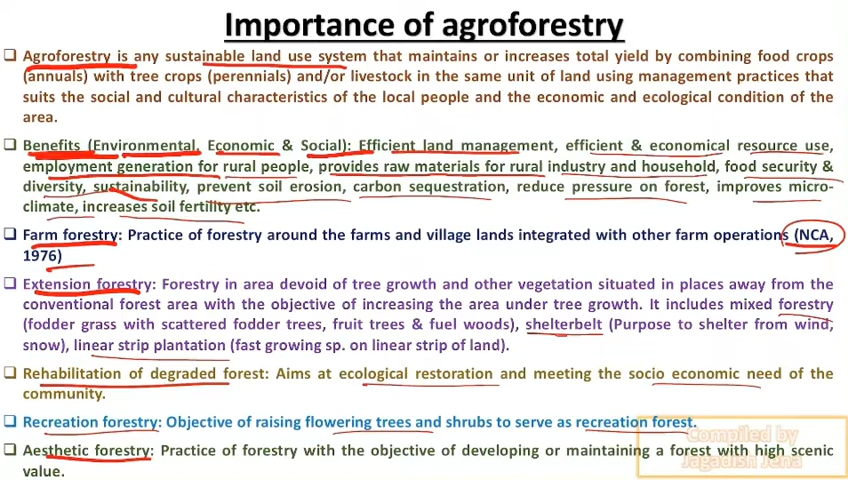 Importance of agroforestry
❑ Agroforestry is any sustainable land use system that maintains or increases total yield by combining food crops
(annuals) with tree crops (perennials) and/or livestock in the same unit of land using management practices that
suits the social and cultural characteristics of the local people and the economic and ecological condition of the
area.
❑ Benefits (Environmental, Economic & Social): Efficient land management, efficient & economical resource use,
employment generation for rural people, provides raw materials for rural industry and household, food security &
diversity, sustainability, prevent soil erosion, carbon sequestration, reduce pressure on forest, improves micro-
climate, increases soil fertility etc.
❑ Farm forestry: Practice of forestry around the farms and village lands integrated with other farm operations (NCA,
1976)
❑ Extension forestry: Forestry in area devoid of tree growth and other vegetation situated in places away from the
conventional forest area with the objective of increasing the area under tree growth. It includes mixed forestry
(fodder grass with scattered fodder trees, fruit trees & fuel woods), shelterbelt (Purpose to shelter from wind,
snow), linear strip plantation (fast growing sp. on linear strip of land).
❑ Rehabilitation of degraded forest: Aims at ecological restoration and meeting the socio economic need of the
community.
❑ Recreation forestry: Objective of raising flowering trees and shrubs to serve as recreation forest.
❑ Aesthetic forestry: Practice of forestry with the objective of developing or maintaining a forest with high scenic
value.
Compiled by
Jagadish Jena